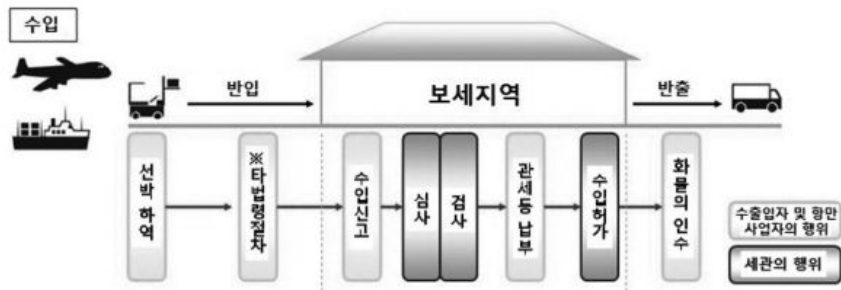 수입
반입
보세지역
반출
선박 하역
※타법령절차
수입신고
심사
검사
관세등 납부
수입허가
화물의 인수
수출입자 및 항만
사업자의 행위
세관의 행위